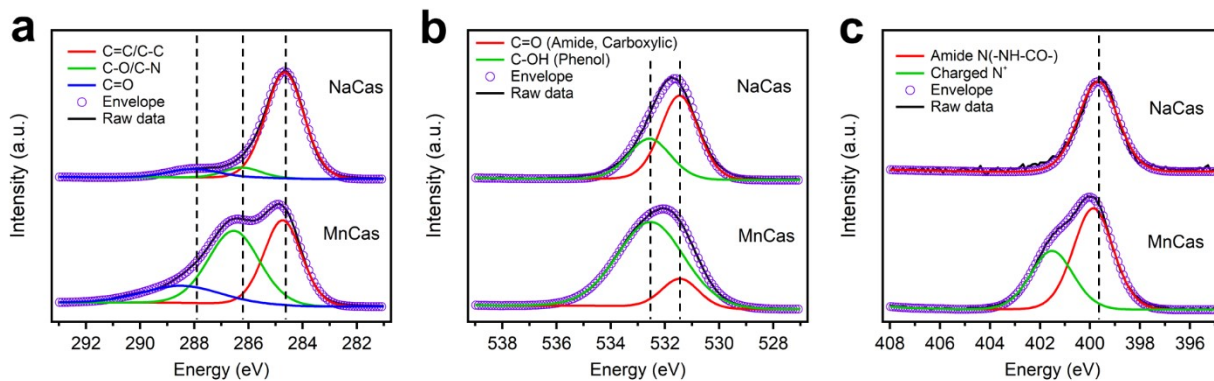 a
C=C/C-C
C-O/C-N
C=O
Envelope
Raw data
NaCas
MnCas
Intensity (a.u.)
292 290 288 286 284 282
Energy (eV)
b
C=O (Amide, Carboxylic)
C-OH (Phenol)
Envelope
Raw data
NaCas
MnCas
Intensity (a.u.)
538 536 534 532 530 528
Energy (eV)
c
Amide N(-NH-CO-)
Charged N⁺
Envelope
Raw data
NaCas
MnCas
Intensity (a.u.)
408 406 404 402 400 398 396
Energy (eV)